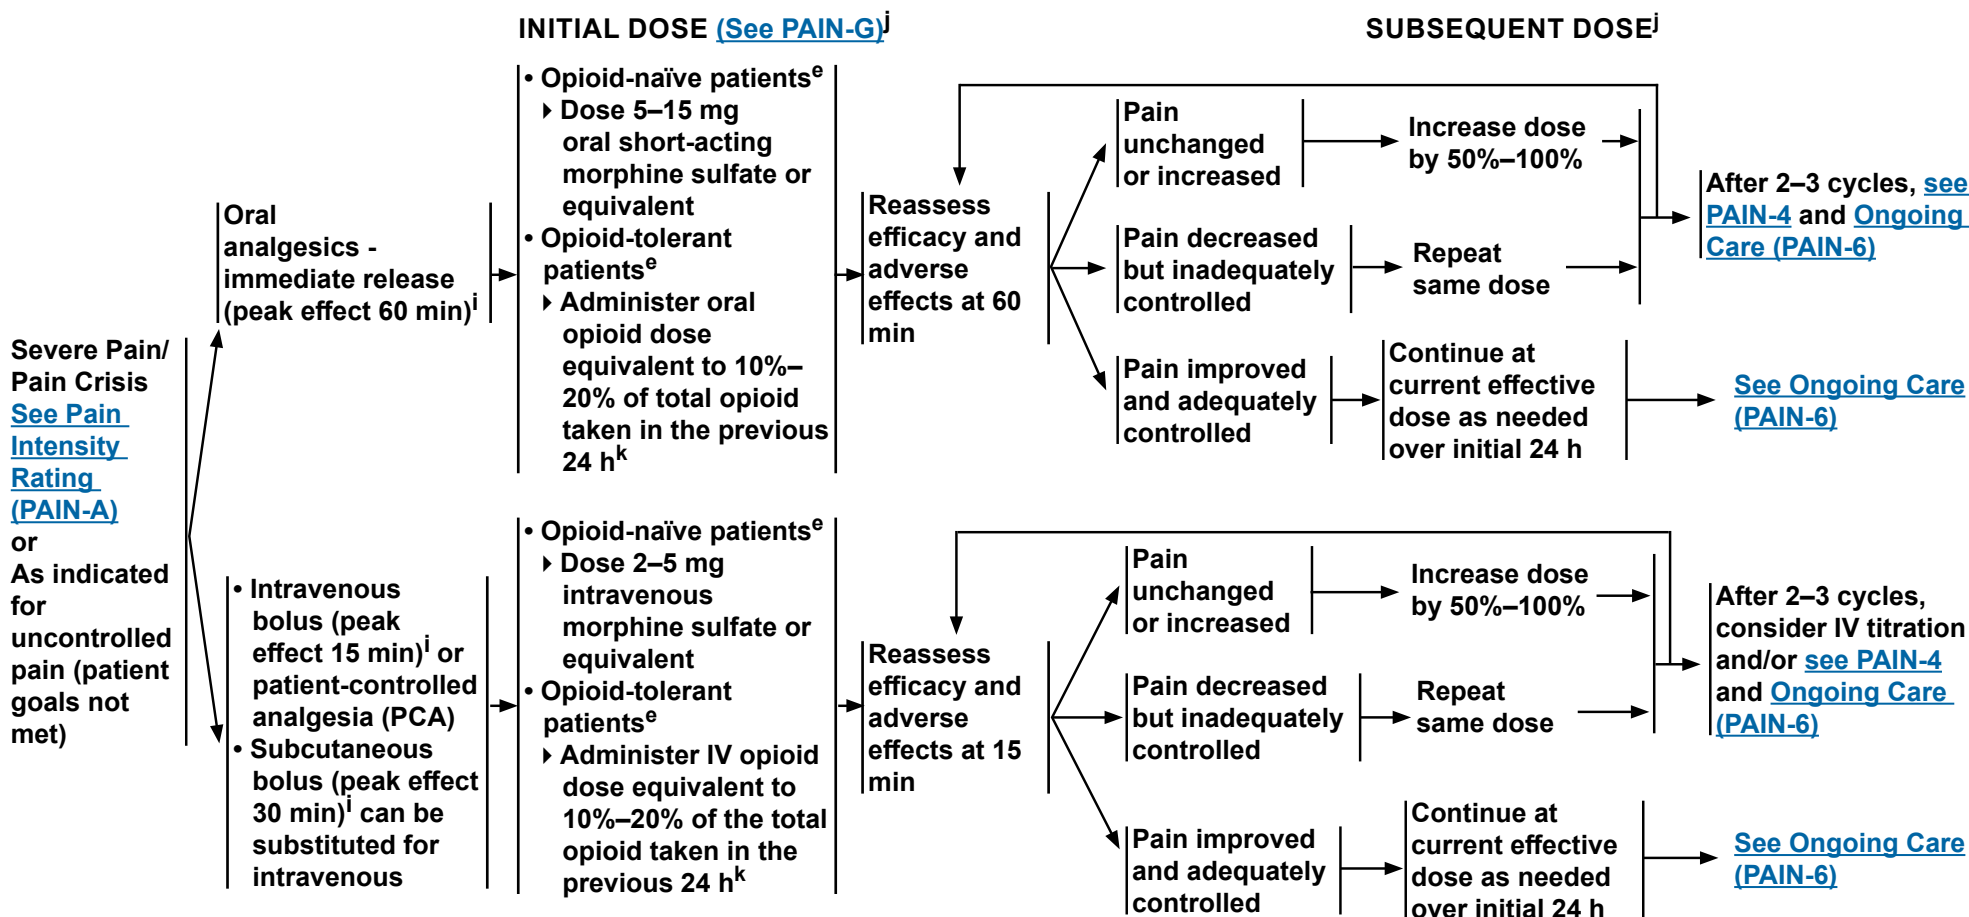 INITIAL DOSE (See PAIN-G)j
SUBSEQUENT DOSEj
Severe Pain/
Pain Crisis
See Pain
Intensity
Rating
(PAIN-A)
or
As indicated
for
uncontrolled
pain (patient
goals not
met)
Oral
analgesics -
immediate release
(peak effect 60 min)i
• Opioid-naïve patientse
Dose 5–15 mg
oral short-acting
morphine sulfate or
equivalent
• Opioid-tolerant
patientse
Administer oral
opioid dose
equivalent to 10%–
20% of total opioid
taken in the previous
24 hk
Reassess
efficacy and
adverse
effects at 60
min
Pain
unchanged
or increased
Increase dose
by 50%–100%
Pain decreased
but inadequately
controlled
Repeat
same dose
After 2–3 cycles, see
PAIN-4 and Ongoing
Care (PAIN-6)
Pain improved
and adequately
controlled
Continue at
current effective
dose as needed
over initial 24 h
See Ongoing Care
(PAIN-6)
• Intravenous
bolus (peak
effect 15 min)i or
patient-controlled
analgesia (PCA)
• Subcutaneous
bolus (peak effect
30 min)i can be
substituted for
intravenous
• Opioid-naïve patientse
Dose 2–5 mg
intravenous
morphine sulfate or
equivalent
• Opioid-tolerant
patientse
Administer IV opioid
dose equivalent to
10%–20% of the total
opioid taken in the
previous 24 hk
Reassess
efficacy and
adverse
effects at 15
min
Pain
unchanged
or increased
Increase dose
by 50%–100%
Pain decreased
but inadequately
controlled
Repeat
same dose
After 2–3 cycles,
consider IV titration
and/or see PAIN-4
and Ongoing Care
(PAIN-6)
Pain improved
and adequately
controlled
Continue at
current effective
dose as needed
over initial 24 h
See Ongoing Care
(PAIN-6)